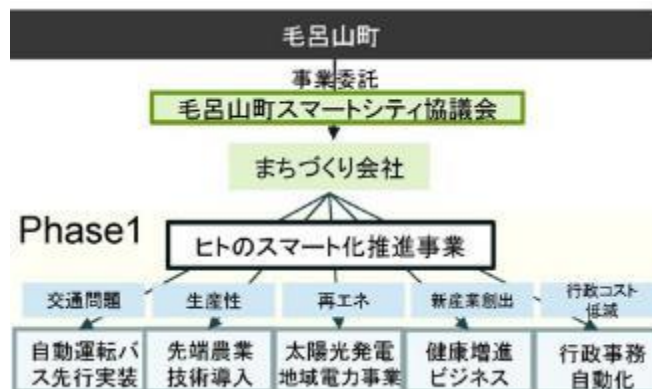 毛呂山町
事業委託
毛呂山町スマートシティ協議会
まちづくり会社
Phase1
ヒトのスマート化推進事業
交通問題
生産性
再エネ
新産業創出
行政コスト
低減
自動運転バ
ス先行実装
先端農業
技術導入
太陽光発電
地域電力事業
健康増進
ビジネス
行政事務
自動化